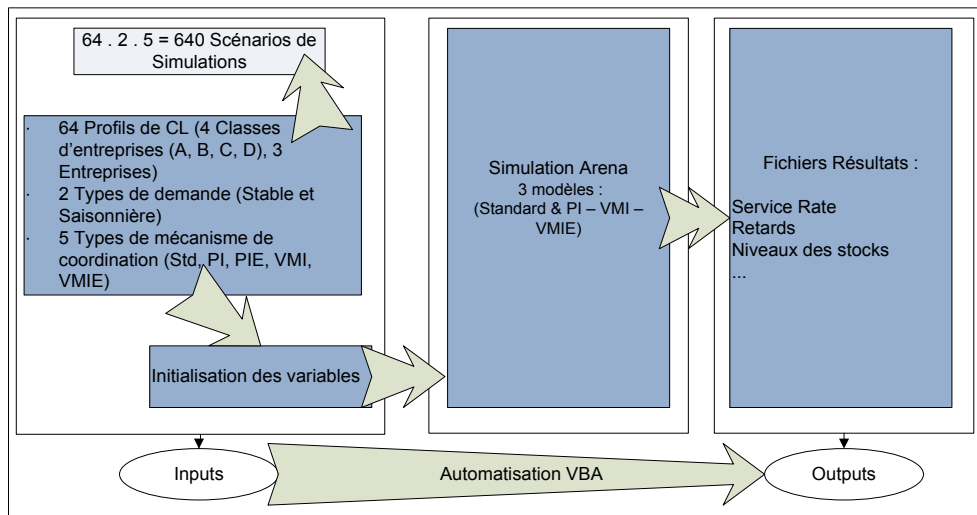 64 . 2 . 5 = 640 Scénarios de
Simulations
· 64 Profils de CL (4 Classes
d'entreprises (A, B, C, D), 3
Entreprises)
· 2 Types de demande (Stable et
Saisonnière)
· 5 Types de mécanisme de
coordination (Std, PI, PIE, VMI,
VMIE)
Initialisation des variables
Simulation Arena
3 modèles :
(Standard & PI – VMI –
VMIE)
Fichiers Résultats :
Service Rate
Retards
Niveaux des stocks
...
Inputs
Automatisation VBA
Outputs